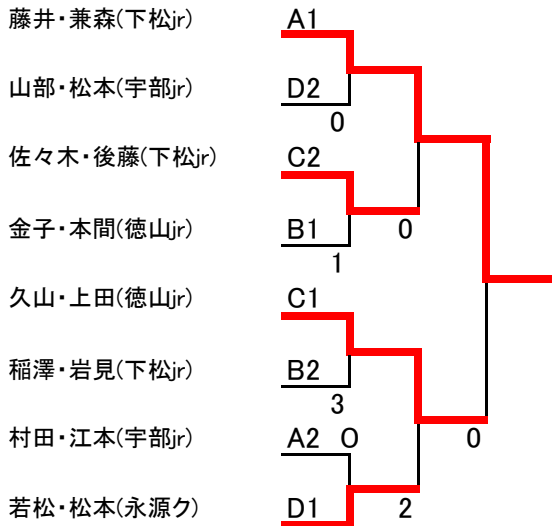 藤井・兼森(下松jr) A1
山部・松本(宇部jr) D2
0
佐々木・後藤(下松jr) C2
0
金子・本間(徳山jr) B1
1
久山・上田(徳山jr) C1
稲澤・岩見(下松jr) B2
3
村田・江本(宇部jr) A2 O 0
若松・松本(永源ク) D1 2